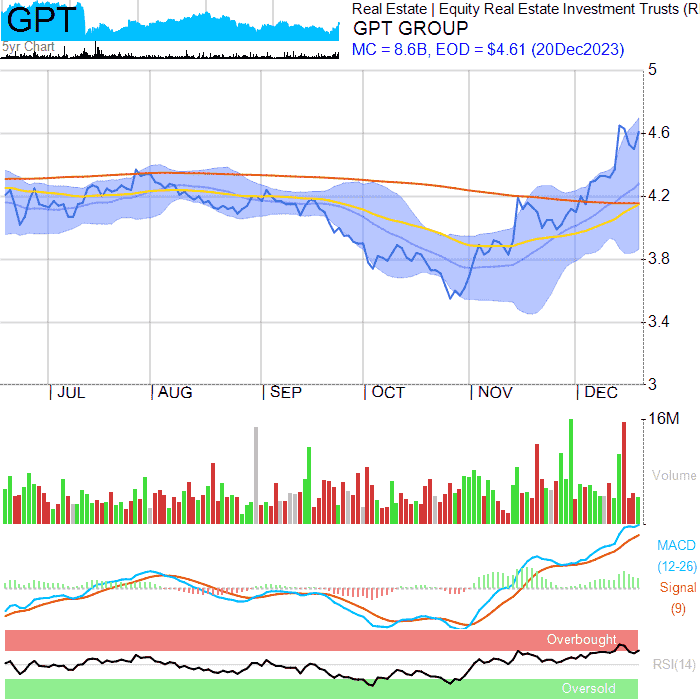 GPT
5yr Chart
Real Estate | Equity Real Estate Investment Trusts (R
GPT GROUP
MC = 8.6B, EOD = $4.61 (20Dec2023)
5
4.6
4.2
3.8
3.4
3
JUL AUG SEP OCT NOV DEC
16M
Volume
MACD
(12-26)
Signal
(9)
Overbought
RSI(14)
Oversold